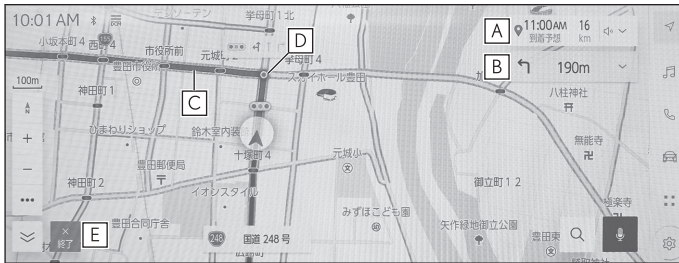 10:01 AM
挙母町1北
小坂本町4
西町4
市役所前
元城町
D
挙母町4
スカイホール豊田
A
11:00AM
到着予想
16
km
B
190m
100m
豊田市役所
C
神田町1
八柱神社
ひまわりショップ
鈴木室内装
無能寺
十塚町4
元城小
豊田郵便局
神田町2
イオンスタイル
御立町12
極楽寺
みずほこども園
豊田合同庁舎
×
終了
E
248
国道 248 号
矢作緑地御立公園
豊田東